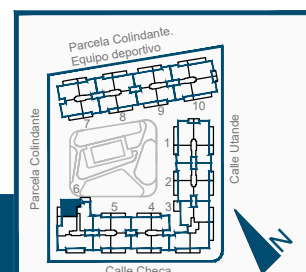 Parcela Colindante.
Equipo deportivo
10
9
8
7
Parcela Colindante
Calle Utande
1
2
3
6
5
4
N
Calle Checa